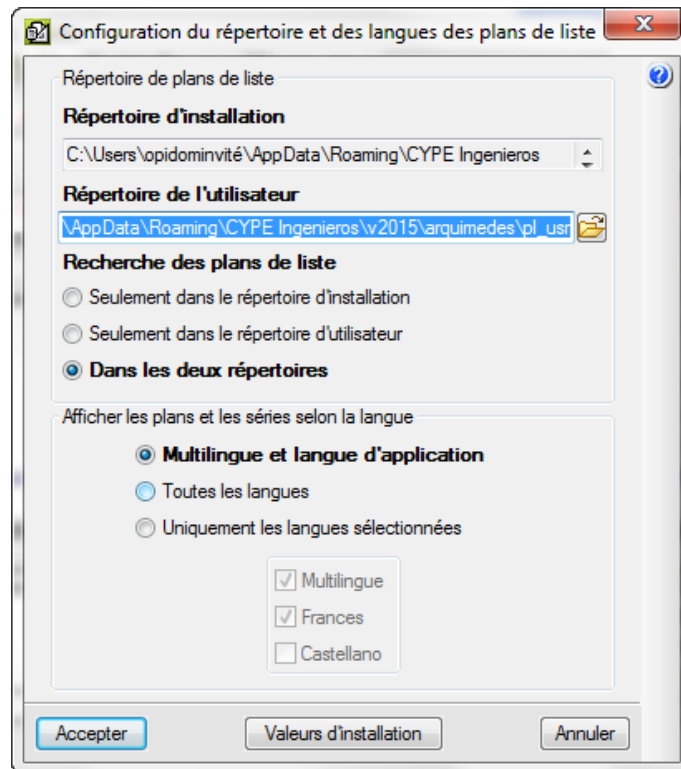 Configuration du répertoire et des langues des plans de liste
Répertoire de plans de liste
Répertoire d'installation
C:\Users\opidominvité\AppData\Roaming\CYPE Ingenieros
Répertoire de l'utilisateur
\AppData\Roaming\CYPE Ingenieros\v2015\arquimedes\pl_usr
Recherche des plans de liste
Seulement dans le répertoire d'installation
Seulement dans le répertoire d'utilisateur
Dans les deux répertoires
Afficher les plans et les séries selon la langue
Multilingue et langue d'application
Toutes les langues
Uniquement les langues sélectionnées
Multilingue
Frances
Castellano
Accepter Valeurs d'installation Annuler